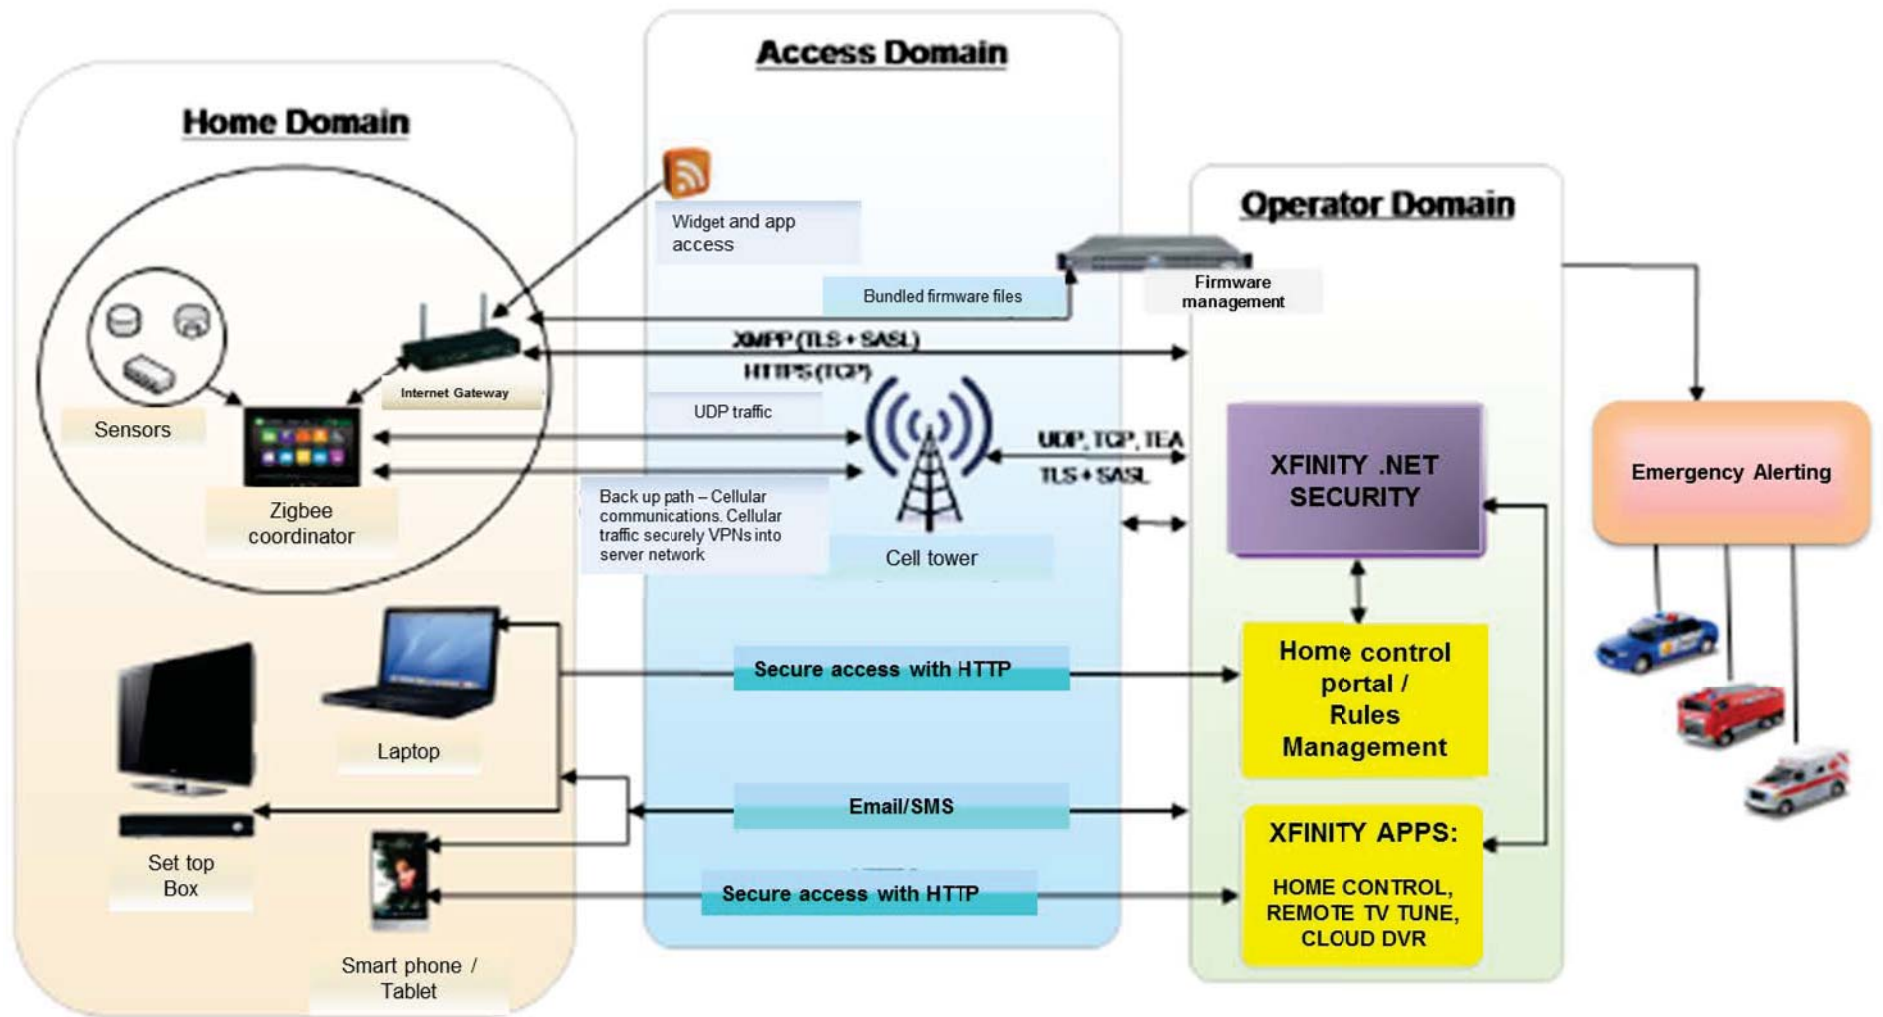 Access Domain
Home Domain
Operator Domain
Widget and app
access
Bundled firmware files
Firmware
management
XMPP (TLS + SASL)
HTTPS (TCP)
Internet Gateway
Sensors
UDP traffic
UDP, TCP, TEA
TLS + SASL
XFINITY .NET
SECURITY
Emergency Alerting
Zigbee
coordinator
Back up path – Cellular
communications. Cellular
traffic securely VPNs into
server network
Cell tower
Secure access with HTTP
Home control
portal /
Rules
Management
Laptop
Email/SMS
XFINITY APPS:
HOME CONTROL,
REMOTE TV TUNE,
CLOUD DVR
Set top
Box
Secure access with HTTP
Smart phone /
Tablet